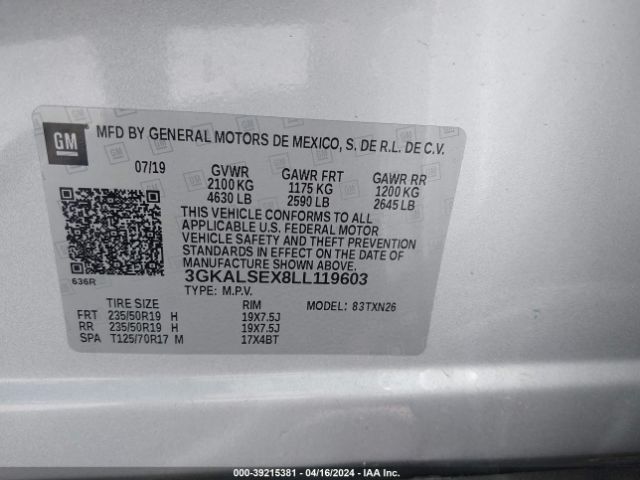 GM MFD BY GENERAL MOTORS DE MEXICO, S. DE R.L. DE C.V.
07/19 GVWR GAWR FRT GAWR RR
2100 KG 1175 KG 1200 KG
4630 LB 2590 LB 2645 LB
THIS VEHICLE CONFORMS TO ALL
APPLICABLE U.S. FEDERAL MOTOR
VEHICLE SAFETY AND THEFT PREVENTION
STANDARDS IN EFFECT ON THE DATE OF
MANUFACTURE SHOWN ABOVE.
636R 3GKALSEX8LL119603
TYPE: M.P.V.
TIRE SIZE RIM MODEL: 83TXN26
FRT 235/50R19 H 19X7.5J
RR 235/50R19 H 19X7.5J
SPA T125/70R17 M 17X4BT
000-39215381 - 04/16/2024 - IAA Inc.